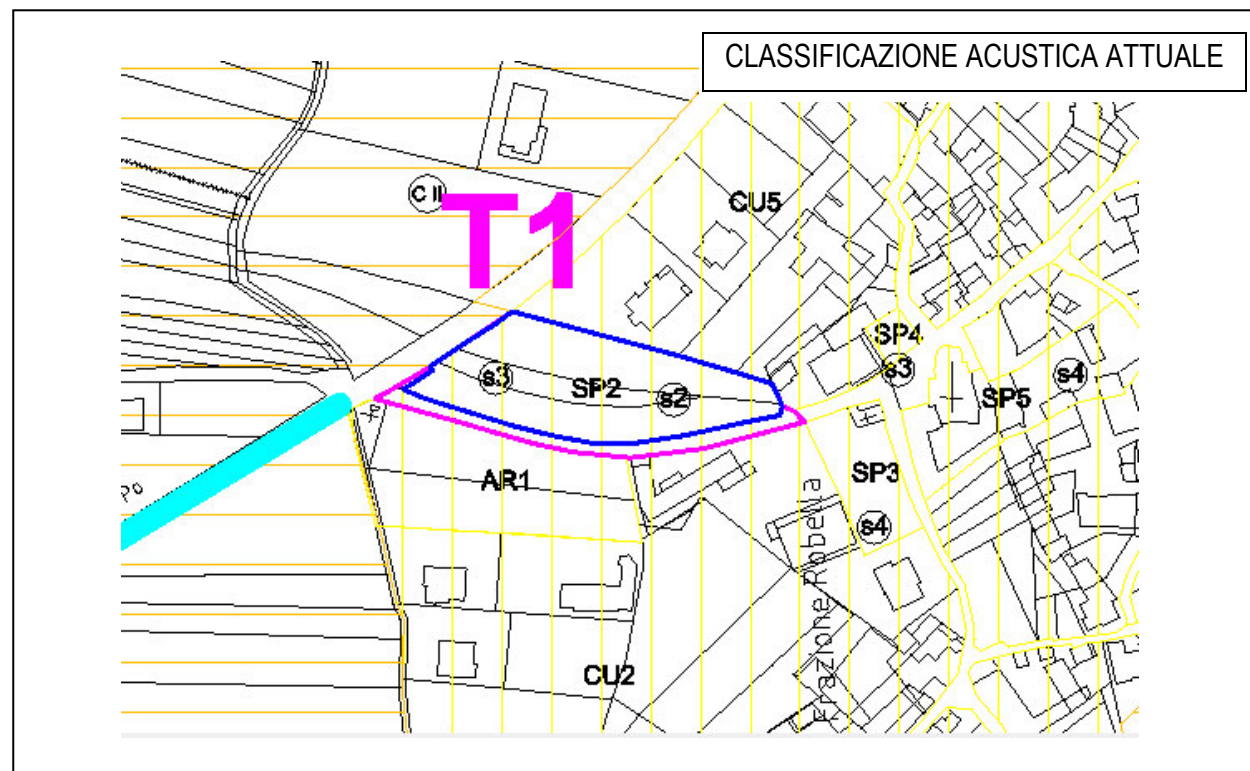 CLASSIFICAZIONE ACUSTICA ATTUALE
C II
T1
CU5
SP4
s3
s3
SP2
s2
SP5
s4
AR1
SP3
s4
Frazione Robella
CU2